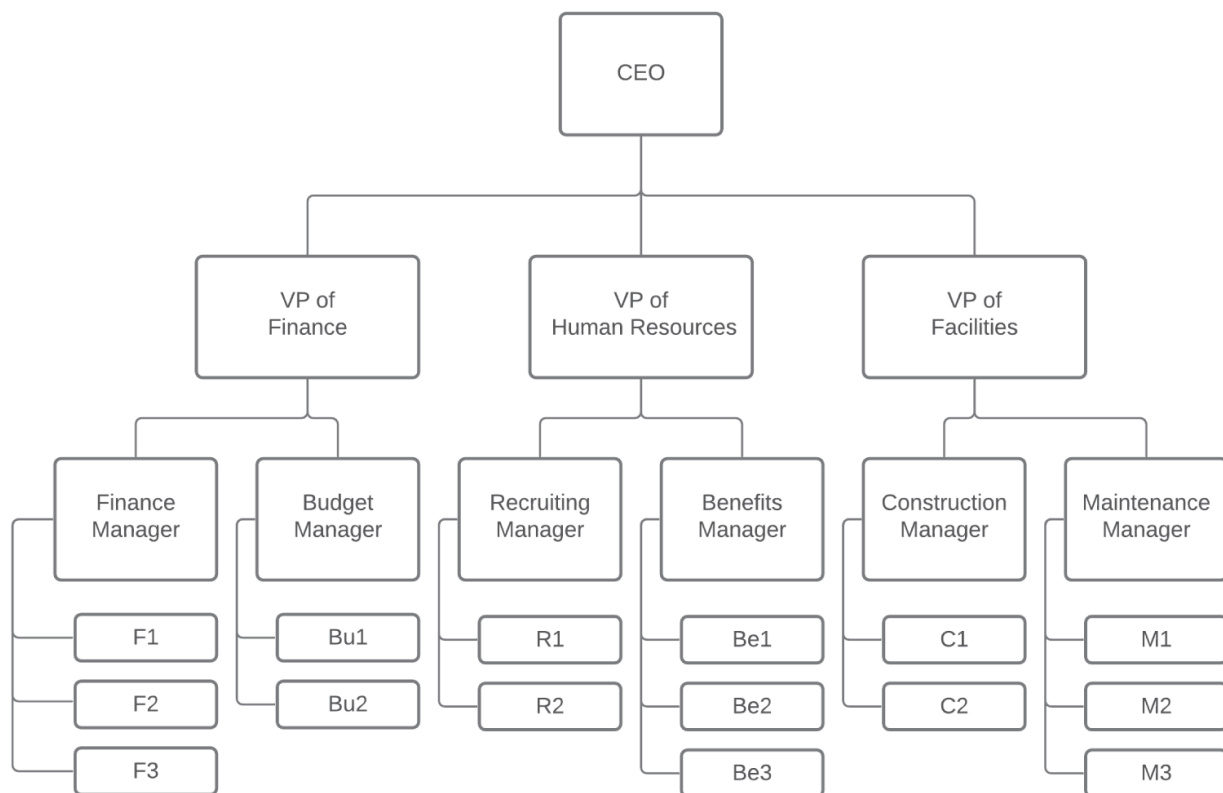 CEO
VP of
Finance
VP of
Human Resources
VP of
Facilities
Finance
Manager
Budget
Manager
Recruiting
Manager
Benefits
Manager
Construction
Manager
Maintenance
Manager
F1
F2
F3
Bu1
Bu2
R1
R2
Be1
Be2
Be3
C1
C2
M1
M2
M3